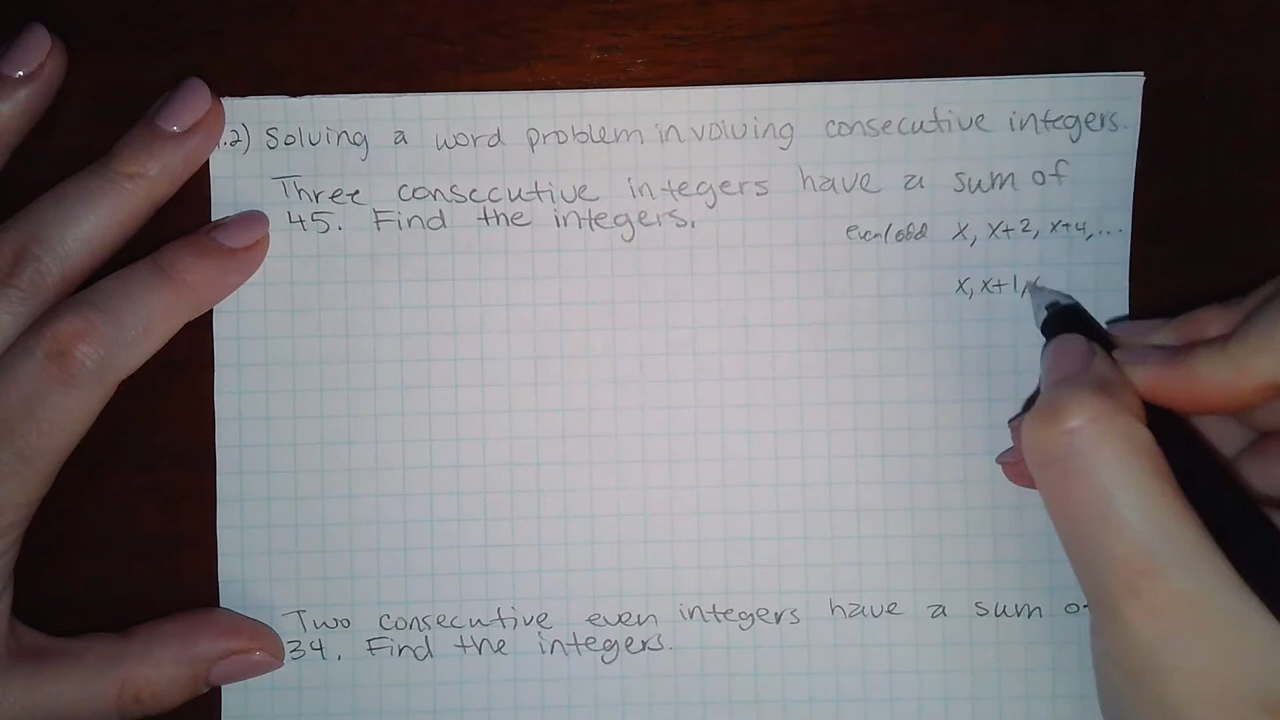 .2) Solving a word problem involving consecutive integers.
Three consecutive integers have a sum of
45. Find the integers.
even/odd x, x+2, x+4,...
x, x+1,
Two consecutive even integers have a sum
34. Find the integers.